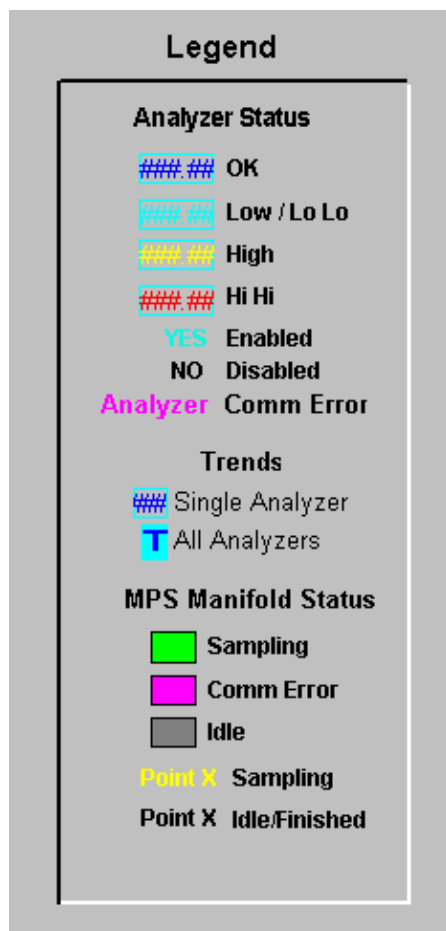 Legend
Analyzer Status
###.## OK
###.## Low / Lo Lo
###.## High
###.## Hi Hi
YES Enabled
NO Disabled
Analyzer Comm Error
Trends
## Single Analyzer
T All Analyzers
MPS Manifold Status
Sampling
Comm Error
Idle
Point X Sampling
Point X Idle/Finished